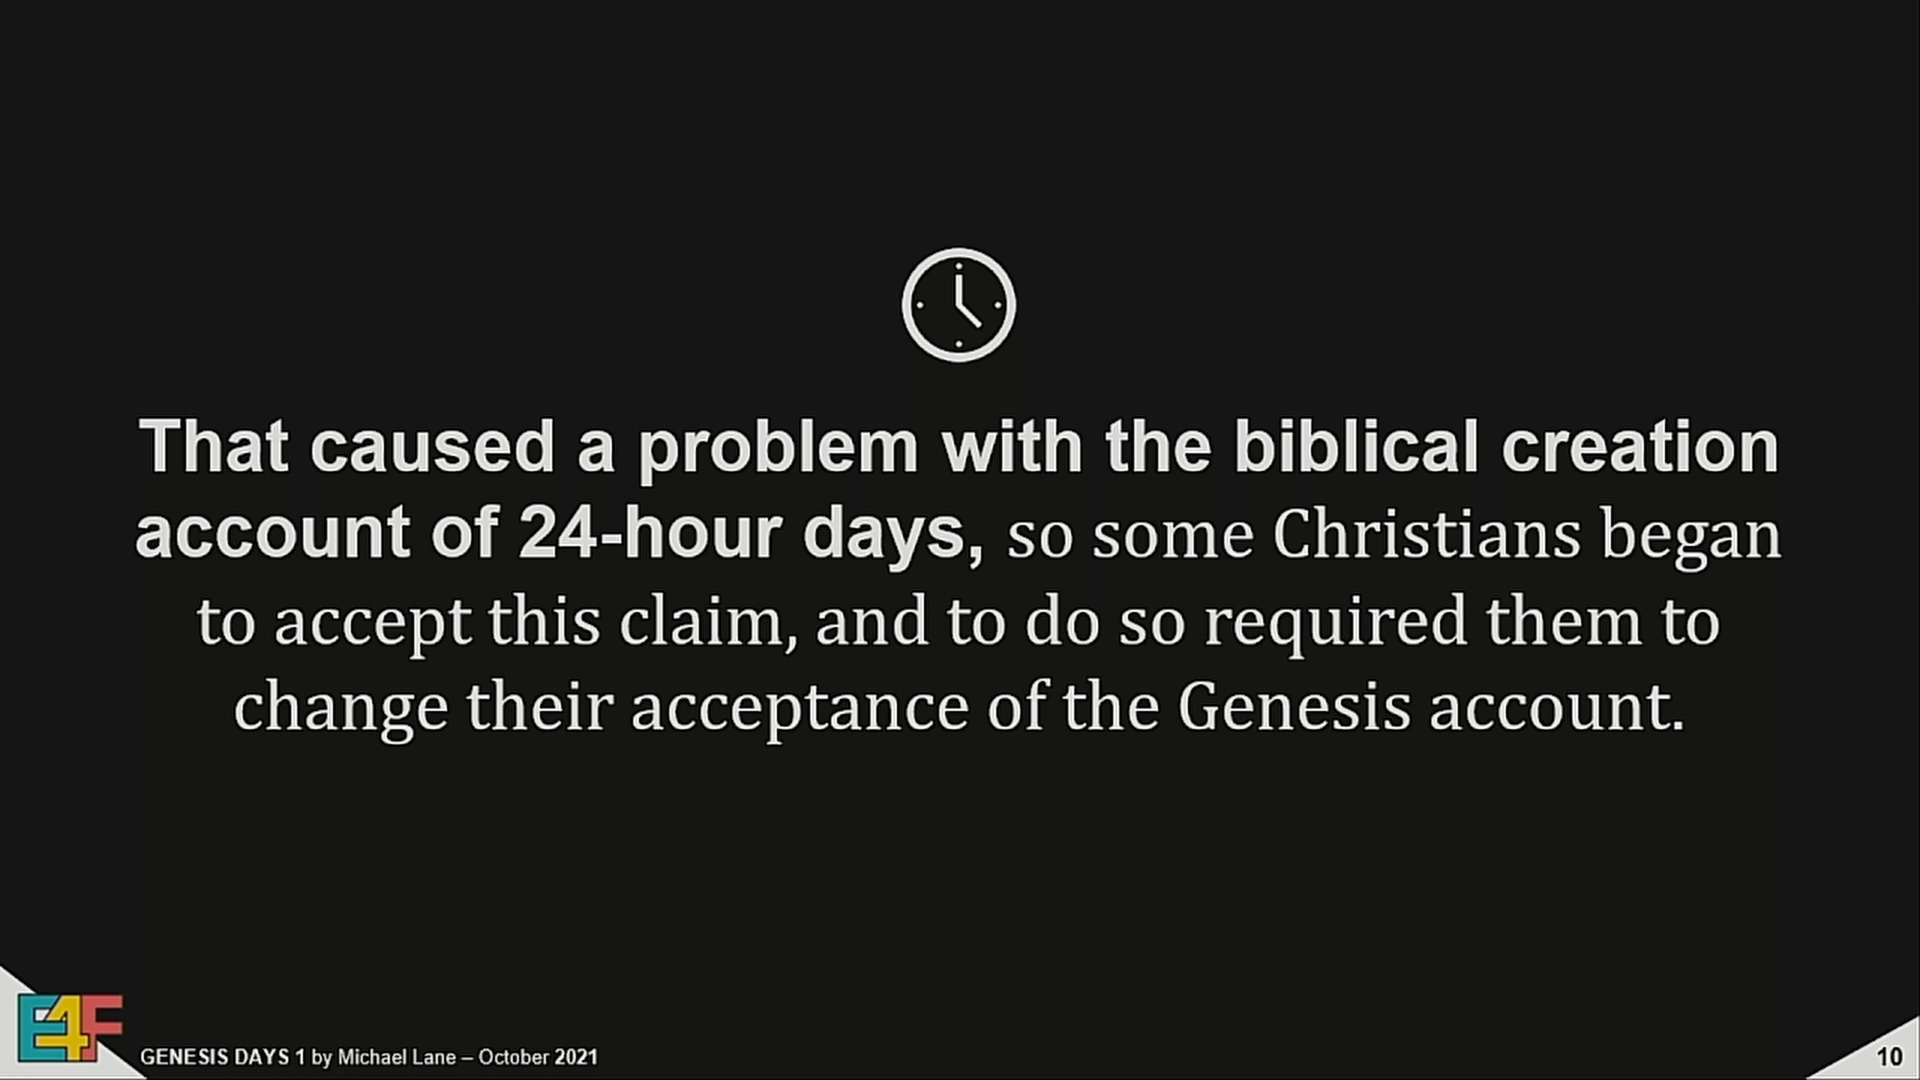 That caused a problem with the biblical creation
account of 24-hour days, so some Christians began
to accept this claim, and to do so required them to
change their acceptance of the Genesis account.
E4F
GENESIS DAYS 1 by Michael Lane – October 2021
10